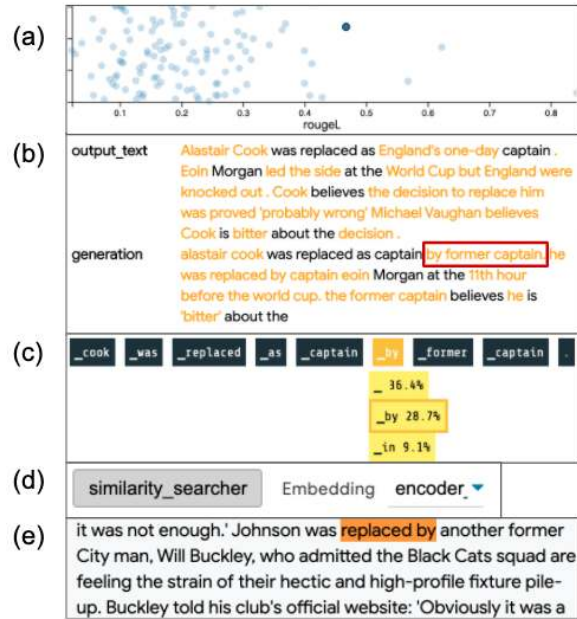 (a)
0.1 0.2 0.3 0.4 0.5 0.6 0.7 0.8
rougeL
(b)
output_text Alastair Cook was replaced as England's one-day captain .
Eoin Morgan led the side at the World Cup but England were
knocked out . Cook believes the decision to replace him
was proved 'probably wrong' Michael Vaughan believes
Cook is bitter about the decision .
generation alastair cook was replaced as captain by former captain. he
was replaced by captain eoin Morgan at the 11th hour
before the world cup. the former captain believes he is
'bitter' about the
(c)
_cook _was _replaced _as _captain _by _former _captain .
_ 36.4%
_by 28.7%
_in 9.1%
(d)
similarity_searcher Embedding encoder_
(e)
it was not enough.' Johnson was replaced by another former
City man, Will Buckley, who admitted the Black Cats squad are
feeling the strain of their hectic and high-profile fixture pile-
up. Buckley told his club's official website: 'Obviously it was a